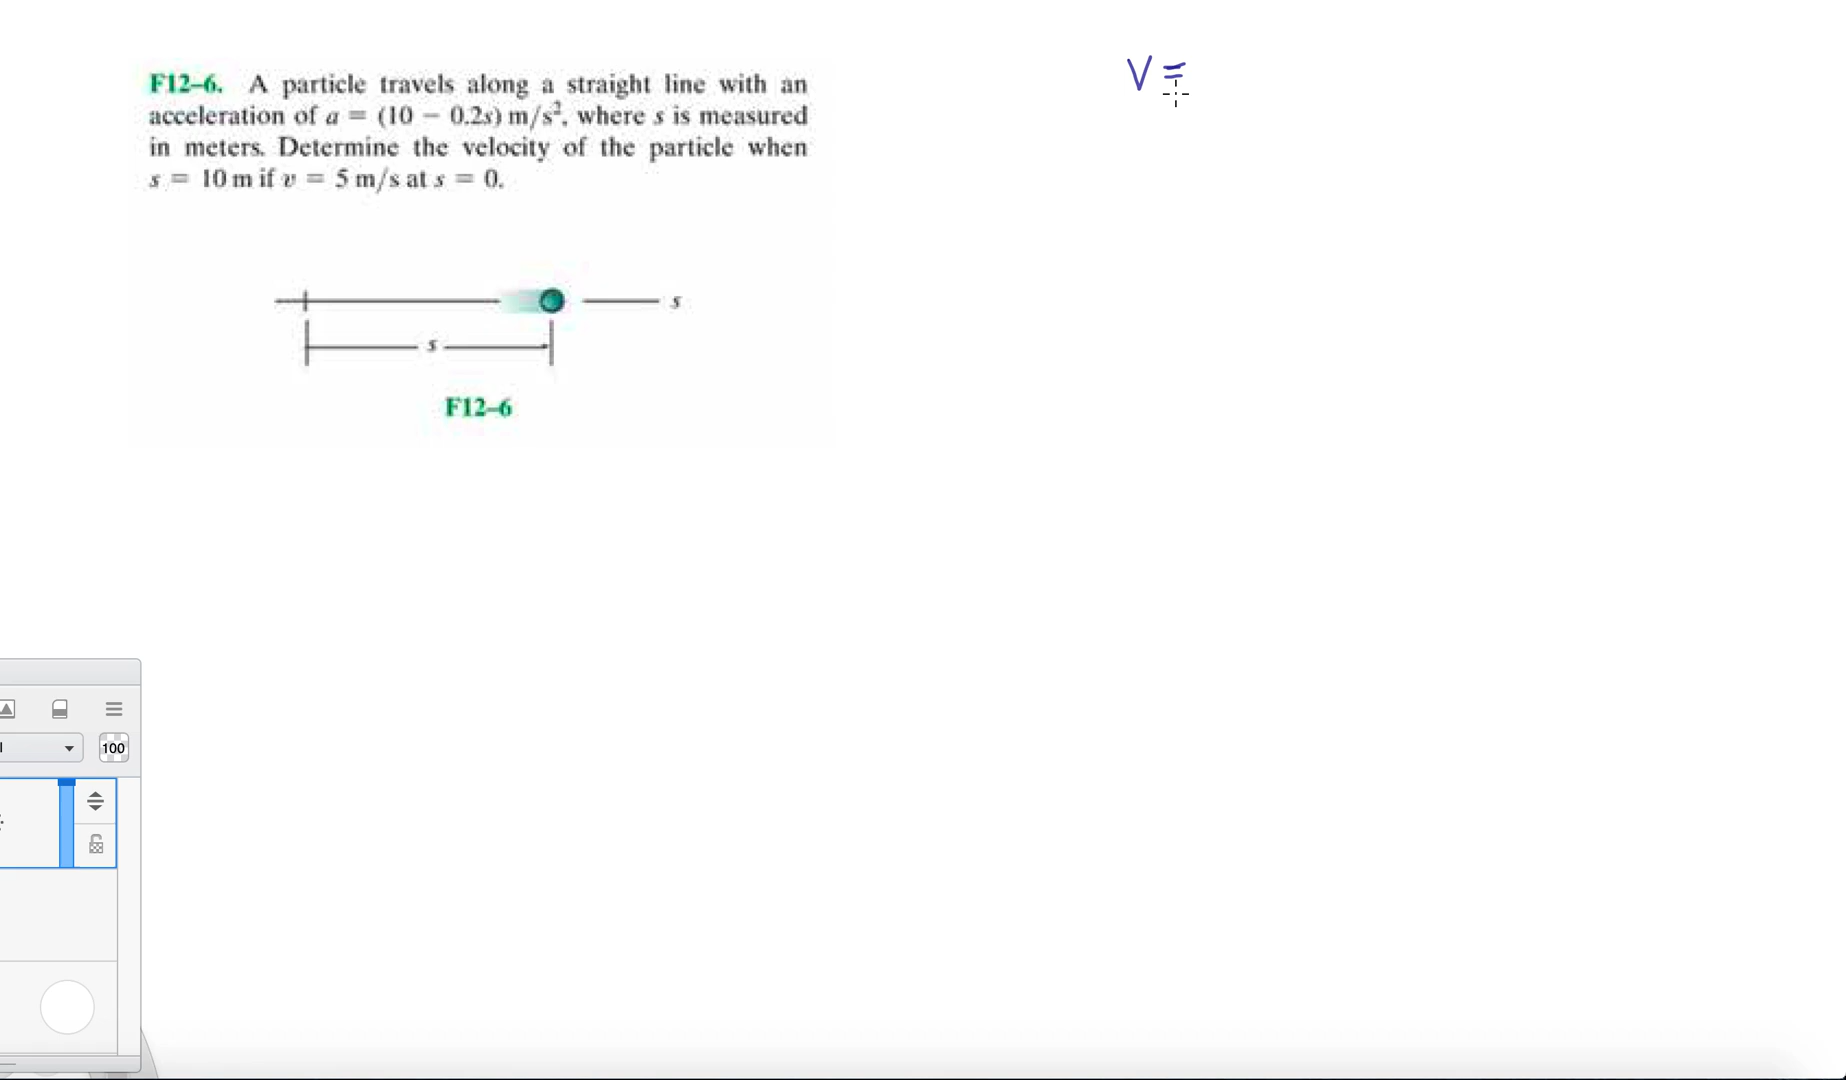 F12–6. A particle travels along a straight line with an
acceleration of a = (10 − 0.2s) m/s², where s is measured
in meters. Determine the velocity of the particle when
s = 10 m if v = 5 m/s at s = 0.
V =
s
s
F12–6
100